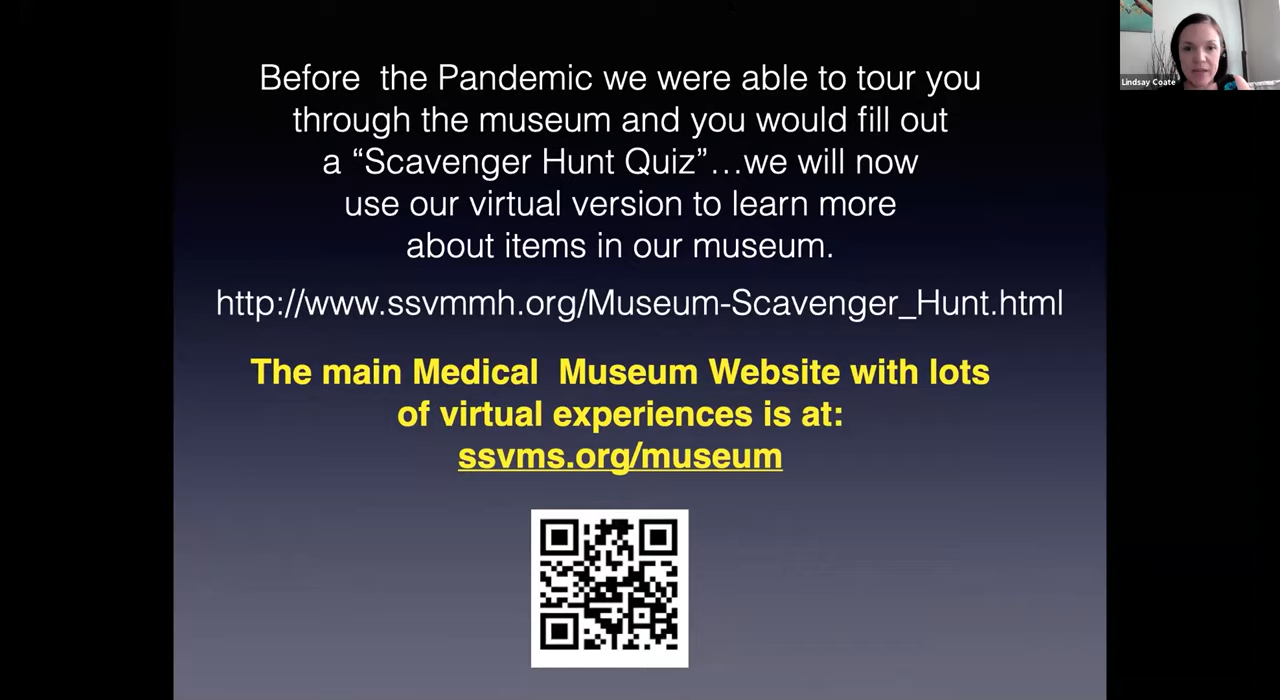 Before  the Pandemic we were able to tour you
through the museum and you would fill out
a “Scavenger Hunt Quiz”…we will now
use our virtual version to learn more
about items in our museum.
http://www.ssvmmh.org/Museum-Scavenger_Hunt.html
The main Medical  Museum Website with lots
of virtual experiences is at:
ssvms.org/museum
Lindsay Coate